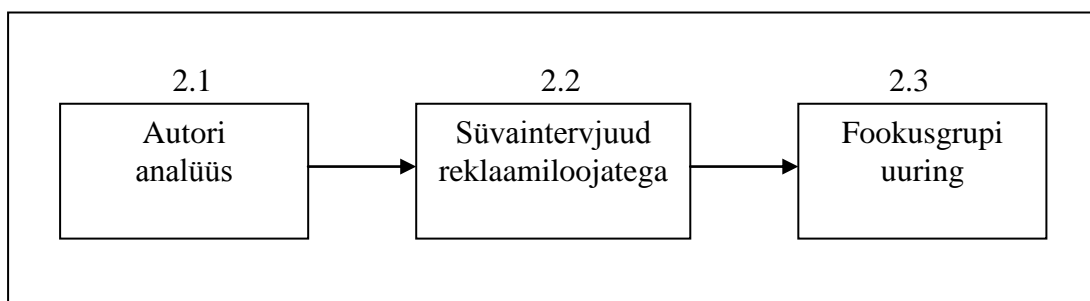 2.1
Autori
analüüs
2.2
Süvaintervjuud
reklaamiloojatega
2.3
Fookusgrupi
uuring